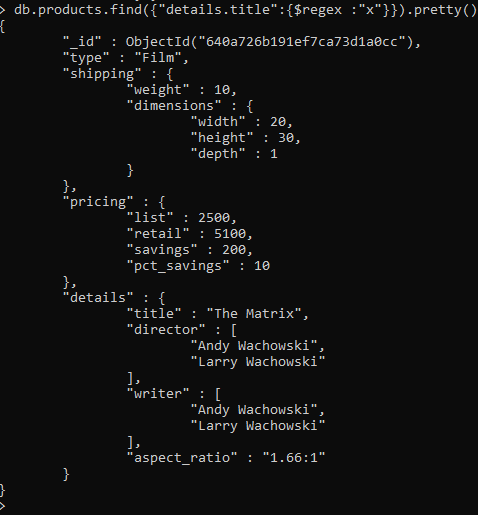 > db.products.find({"details.title":{$regex :"x"}}).pretty()
{
        "_id" : ObjectId("640a726b191ef7ca73d1a0cc"),
        "type" : "Film",
        "shipping" : {
                "weight" : 10,
                "dimensions" : {
                        "width" : 20,
                        "height" : 30,
                        "depth" : 1
                }
        },
        "pricing" : {
                "list" : 2500,
                "retail" : 5100,
                "savings" : 200,
                "pct_savings" : 10
        },
        "details" : {
                "title" : "The Matrix",
                "director" : [
                        "Andy Wachowski",
                        "Larry Wachowski"
                ],
                "writer" : [
                        "Andy Wachowski",
                        "Larry Wachowski"
                ],
                "aspect_ratio" : "1.66:1"
        }
}
>